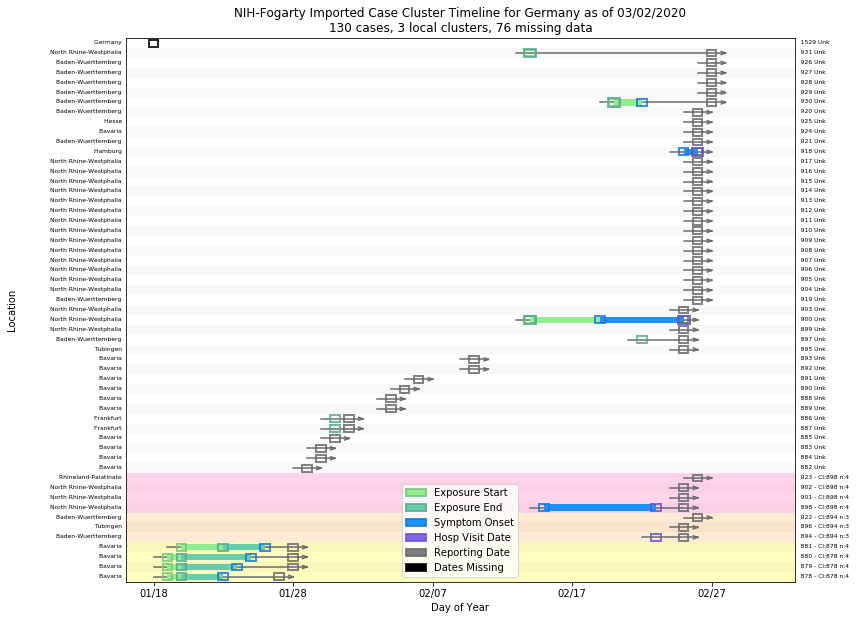 NIH-Fogarty Imported Case Cluster Timeline for Germany as of 03/02/2020
130 cases, 3 local clusters, 76 missing data
Germany 1529 Unk
North Rhine-Westphalia 931 Unk
Baden-Wuerttemberg 926 Unk
Baden-Wuerttemberg 927 Unk
Baden-Wuerttemberg 928 Unk
Baden-Wuerttemberg 929 Unk
Baden-Wuerttemberg 930 Unk
Baden-Wuerttemberg 920 Unk
Hesse 925 Unk
Bavaria 924 Unk
Baden-Wuerttemberg 921 Unk
Hamburg 918 Unk
North Rhine-Westphalia 917 Unk
North Rhine-Westphalia 916 Unk
North Rhine-Westphalia 915 Unk
North Rhine-Westphalia 914 Unk
North Rhine-Westphalia 913 Unk
North Rhine-Westphalia 912 Unk
North Rhine-Westphalia 911 Unk
North Rhine-Westphalia 910 Unk
North Rhine-Westphalia 909 Unk
North Rhine-Westphalia 908 Unk
North Rhine-Westphalia 907 Unk
North Rhine-Westphalia 906 Unk
North Rhine-Westphalia 905 Unk
North Rhine-Westphalia 904 Unk
Baden-Wuerttemberg 919 Unk
North Rhine-Westphalia 903 Unk
North Rhine-Westphalia 900 Unk
North Rhine-Westphalia 899 Unk
Baden-Wuerttemberg 897 Unk
Tubingen 895 Unk
Bavaria 893 Unk
Bavaria 892 Unk
Bavaria 891 Unk
Bavaria 890 Unk
Bavaria 888 Unk
Bavaria 889 Unk
Frankfurt 886 Unk
Frankfurt 887 Unk
Bavaria 885 Unk
Bavaria 883 Unk
Bavaria 884 Unk
Bavaria 882 Unk
Rhineland-Palatinate 923 - Cl:898 n:4
North Rhine-Westphalia 902 - Cl:898 n:4
North Rhine-Westphalia 901 - Cl:898 n:4
North Rhine-Westphalia 898 - Cl:898 n:4
Baden-Wuerttemberg 922 - Cl:894 n:3
Tubingen 896 - Cl:894 n:3
Baden-Wuerttemberg 894 - Cl:894 n:3
Bavaria 881 - Cl:878 n:4
Bavaria 880 - Cl:878 n:4
Bavaria 879 - Cl:878 n:4
Bavaria 878 - Cl:878 n:4
Location
Exposure Start
Exposure End
Symptom Onset
Hosp Visit Date
Reporting Date
Dates Missing
01/18 01/28 02/07 02/17 02/27
Day of Year